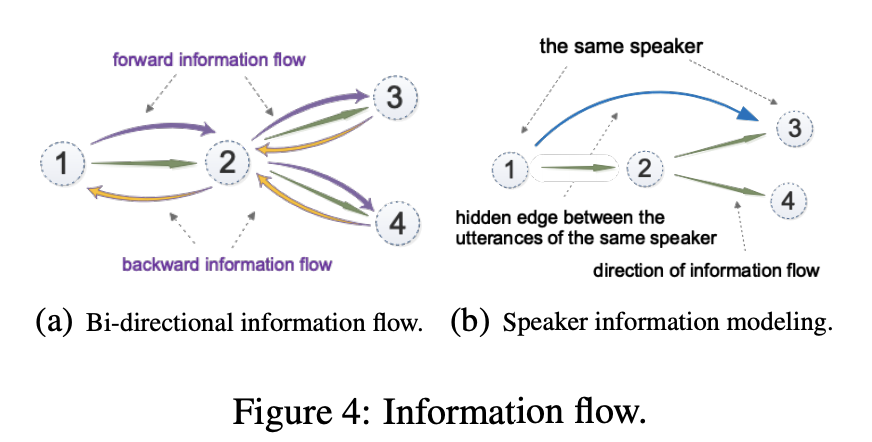 forward information flow
1
2
3
4
backward information flow
(a) Bi-directional information flow.
the same speaker
1
2
3
4
hidden edge between the
utterances of the same speaker
direction of information flow
(b) Speaker information modeling.
Figure 4: Information flow.